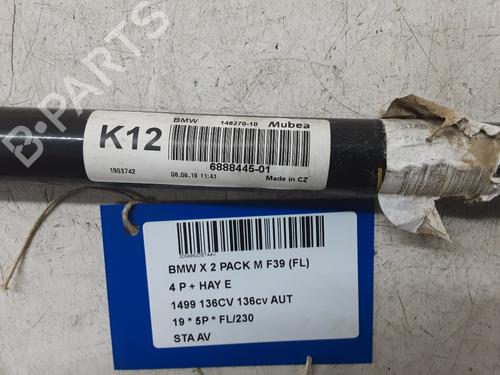 BMW 146270-10 Mubea
K12
6888445-01
1903742 08.06.19 11:41 Made in CZ
B-PARTS
BMW X 2 PACK M F39 (FL)
4 P + HAY E
1499 136CV 136cv AUT
19 * 5P * FL/230
STA AV